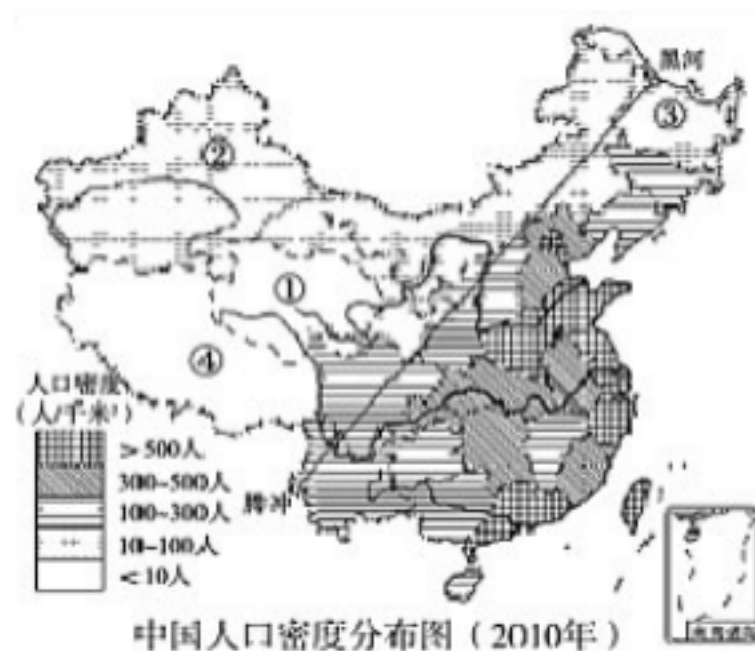 黑河
③
②
①
④
人口密度
(人/千米²)
>500人
300~500人
100~300人
腾冲
10-100人
<10人
中国人口密度分布图（2010年）